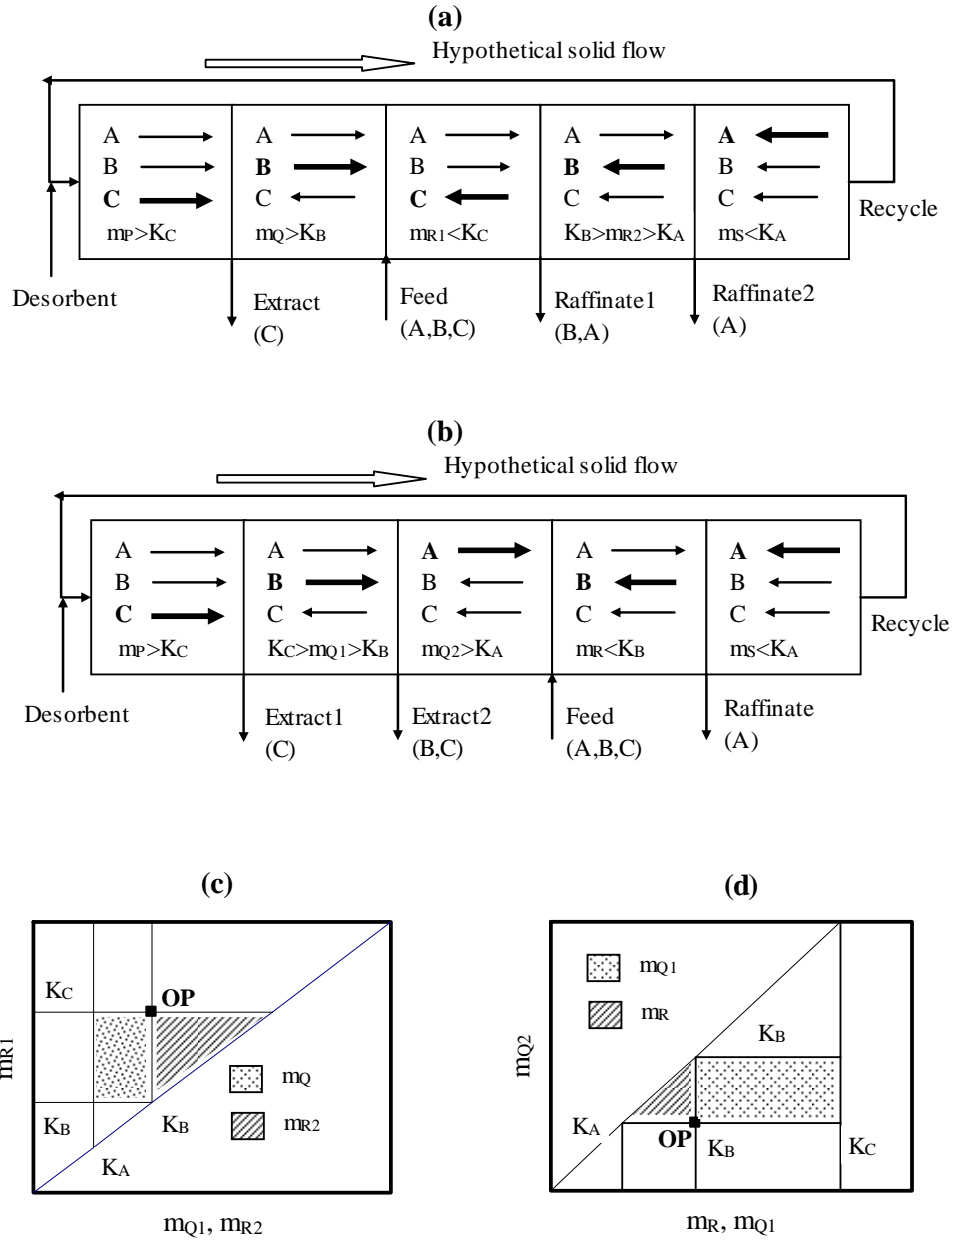 (a)
Hypothetical solid flow
A A A A A
B B B B B
C C C C C
mP>KC mQ>KB mR1<KC KB>mR2>KA mS<KA
Recycle
Desorbent
Extract
(C)
Feed
(A,B,C)
Raffinate1
(B,A)
Raffinate2
(A)
(b)
Hypothetical solid flow
A A A A A
B B B B B
C C C C C
mP>KC KC>mQ1>KB mQ2>KA mR<KB mS<KA
Recycle
Desorbent
Extract1
(C)
Extract2
(B,C)
Feed
(A,B,C)
Raffinate
(A)
(c)
KC
OP
mR1
mQ
mR2
KB
KB
KA
mQ1, mR2
(d)
mQ1
mR
KB
mQ2
KA
OP
KB
KC
mR, mQ1